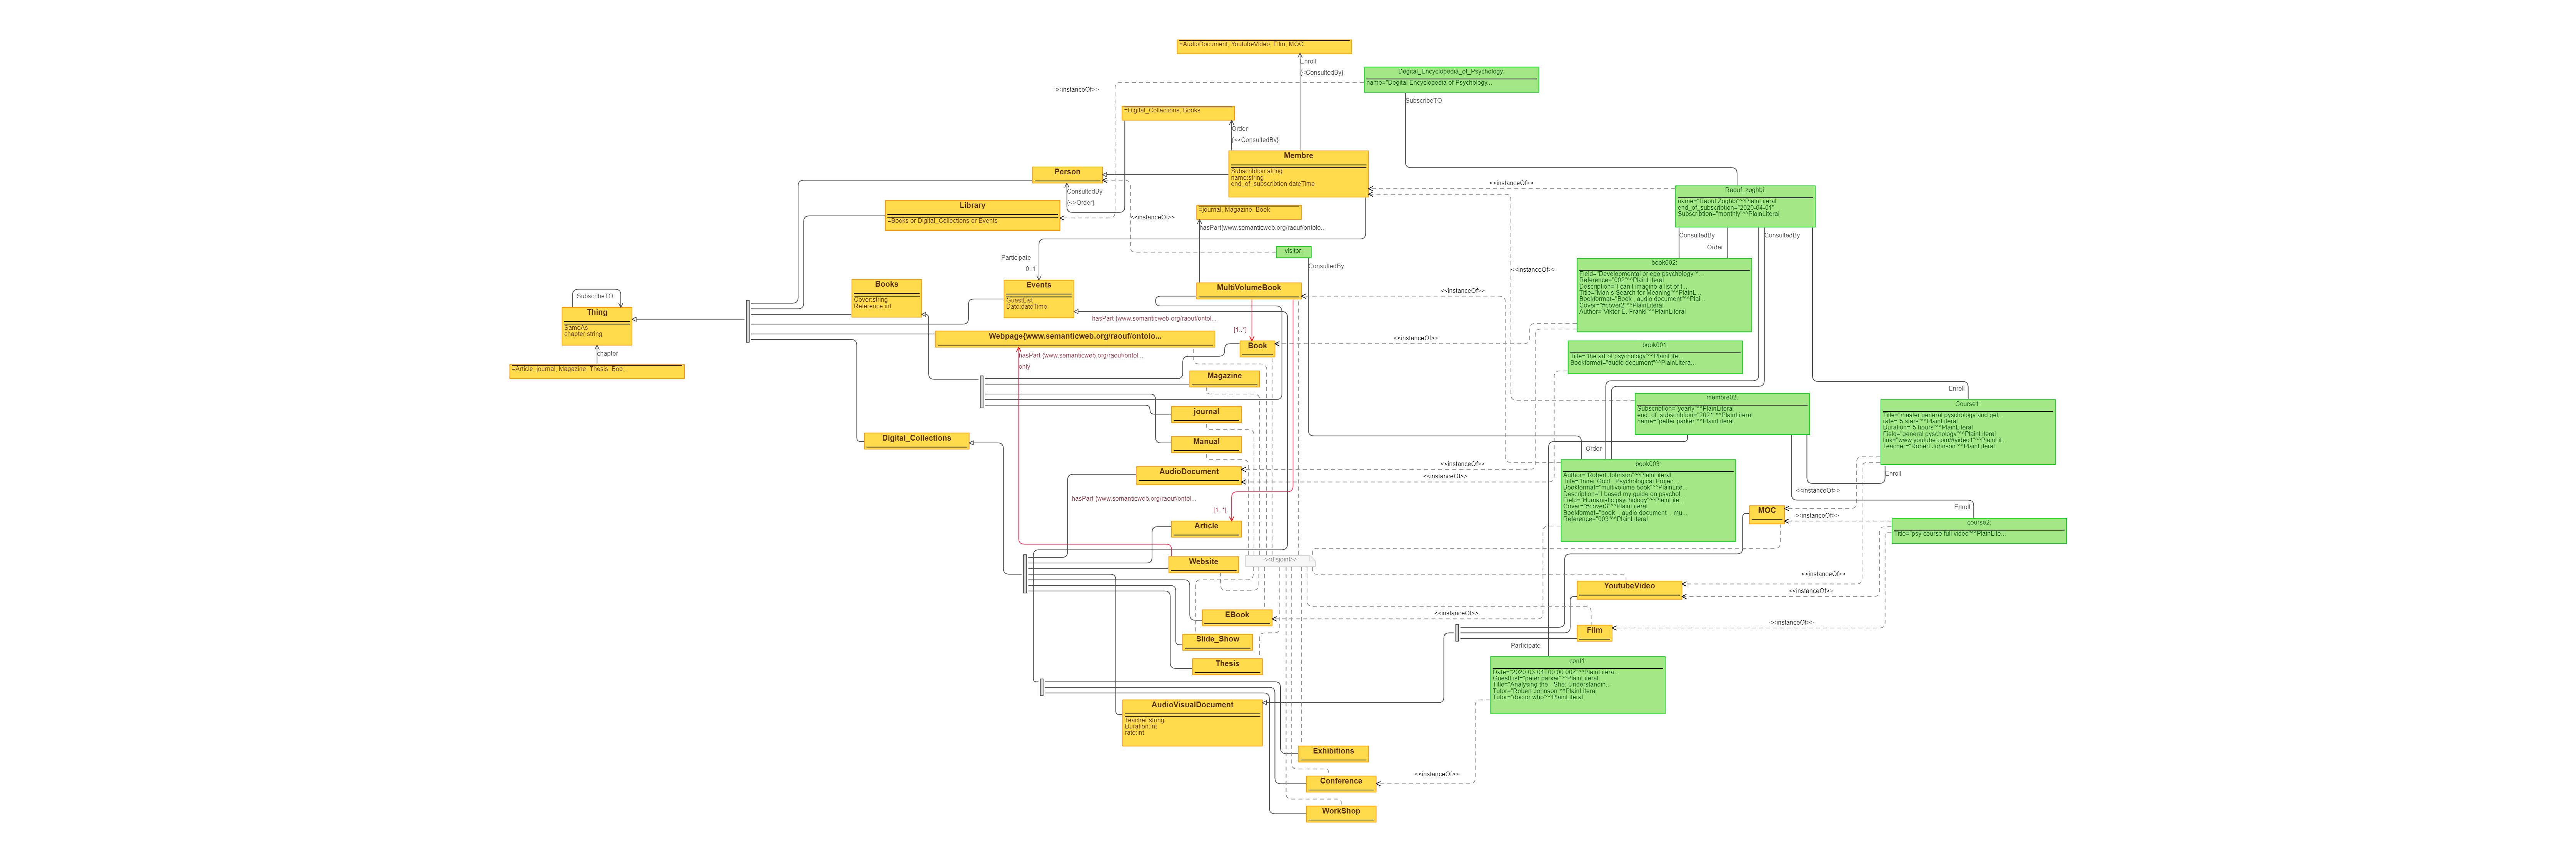 =AudioDocument, YoutubeVideo, Film, MOC
Enroll
{<ConsultedBy}
Degital_Encyclopedia_of_Psychology:
name="Degital Encyclopedia of Psychology...
<<instanceOf>>
SubscribeTO
=Digital_Collections, Books
Order
{<>ConsultedBy}
Membre
Subscribtion:string
name:string
end_of_subscribtion:dateTime
Person
ConsultedBy
{<>Order}
<<instanceOf>>
Raouf_zoghbi:
name="Raouf Zoghbi"^^PlainLiteral
end_of_subscribtion="2020-04-01"
Subscribtion="monthly"^^PlainLiteral
Library
=Books or Digital_Collections or Events
=journal, Magazine, Book
<<instanceOf>>
hasPart{www.semanticweb.org/raouf/ontolo...
ConsultedBy
Order
ConsultedBy
visitor:
ConsultedBy
Participate
0..1
<<instanceOf>>
book002:
Field="Developmental or ego psychology"^...
Reference="002"^^PlainLiteral
Description="I can't imagine a list of t...
Title="Man s Search for Meaning"^^PlainL...
Bookformat="Book , audio document"^^Plai...
Cover="#cover2"^^PlainLiteral
Author="Viktor E. Frankl"^^PlainLiteral
Books
Cover:string
Reference:int
Events
GuestList
Date:dateTime
MultiVolumeBook
<<instanceOf>>
SubscribeTO
Thing
SameAs
chapter:string
hasPart {www.semanticweb.org/raouf/ontol...
[1..*]
Webpage{www.semanticweb.org/raouf/ontolo...
Book
<<instanceOf>>
book001:
Title="the art of psychology"^^PlainLite...
Bookformat="audio document"^^PlainLitera...
chapter
hasPart {www.semanticweb.org/raouf/ontol...
only
=Article, journal, Magazine, Thesis, Boo...
Magazine
Enroll
membre02:
Subscribtion="yearly"^^PlainLiteral
end_of_subscribtion="2021"^^PlainLiteral
name="petter parker"^^PlainLiteral
Course1:
Title="master general pyschology and get...
rate="5 stars"^^PlainLiteral
Duration="5 hours"^^PlainLiteral
Field="general pyschology"^^PlainLiteral
link="www.youtube.com/#video1"^^PlainLit...
Teacher="Robert Johnson"^^PlainLiteral
journal
Digital_Collections
Manual
Order
<<instanceOf>>
AudioDocument
<<instanceOf>>
book003:
Author="Robert Johnson"^^PlainLiteral
Title="Inner Gold : Psychological Projec...
Bookformat="multivolume book"^^PlainLite...
Description="I based my guide on psychol...
Field="Humanistic psychology"^^PlainLite...
Cover="#cover3"^^PlainLiteral
Bookformat="book , audio document , mu...
Reference="003"^^PlainLiteral
Enroll
<<instanceOf>>
hasPart {www.semanticweb.org/raouf/ontol...
[1..*]
Enroll
MOC
<<instanceOf>>
course2:
Title="psy course full video"^^PlainLite...
Article
Website
<<disjoint>>
<<instanceOf>>
YoutubeVideo
<<instanceOf>>
EBook
<<instanceOf>>
<<instanceOf>>
Film
Slide_Show
Participate
Thesis
conf1:
Date="2020-03-04T00:00:00Z"^^PlainLitera...
GuestList="peter parker"^^PlainLiteral
Title="Analysing the - She: Understandin...
Tutor="Robert Johnson"^^PlainLiteral
Tutor="doctor who"^^PlainLiteral
AudioVisualDocument
Teacher:string
Duration:int
rate:int
Exhibitions
<<instanceOf>>
Conference
WorkShop